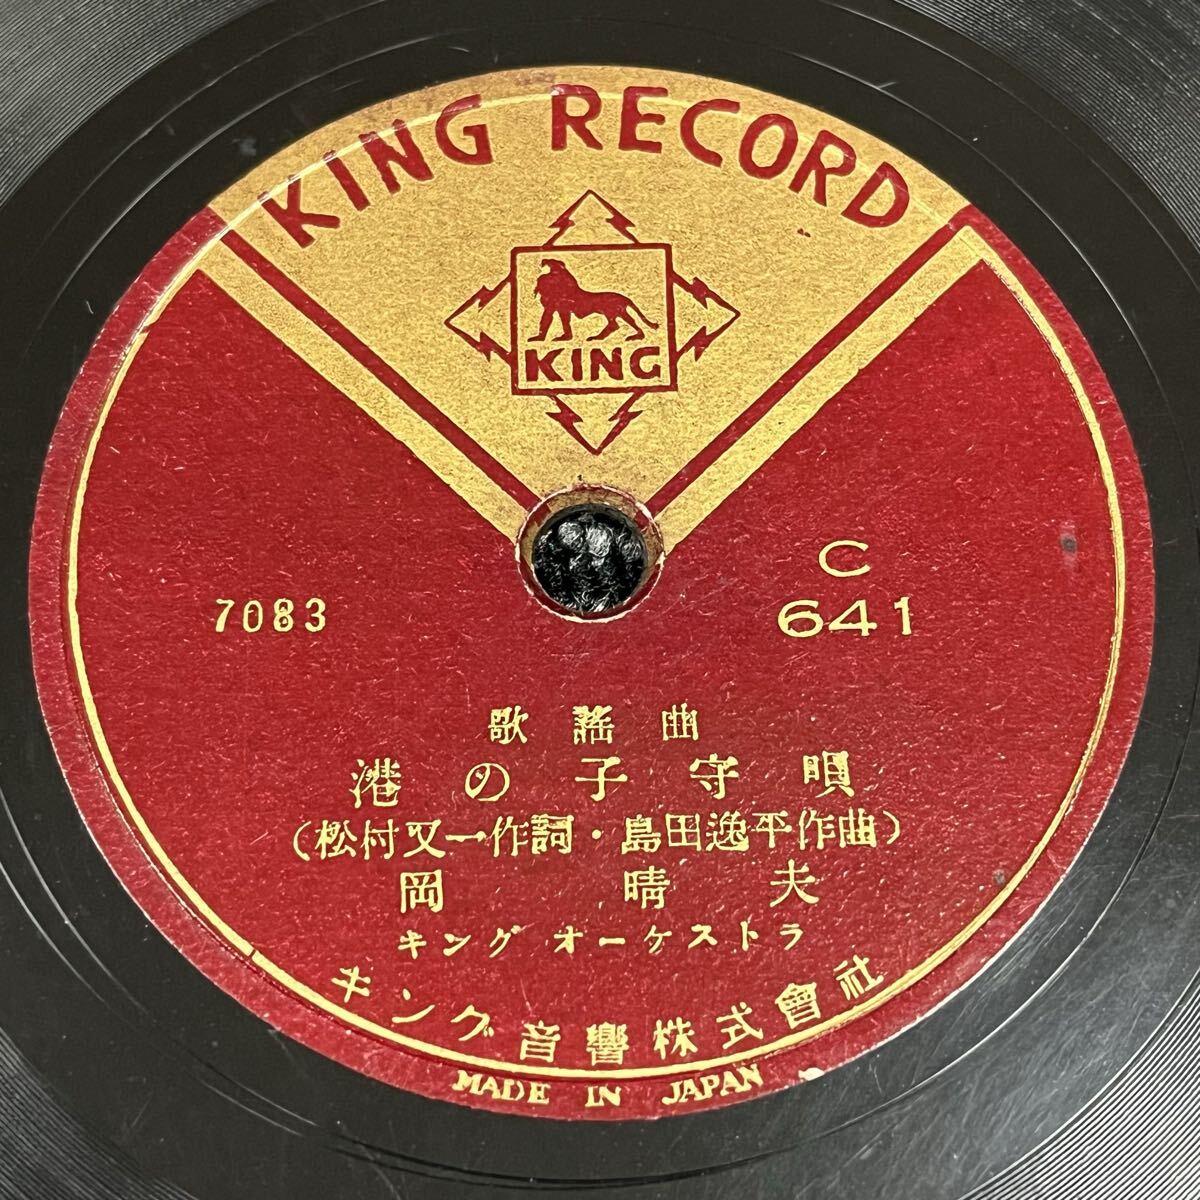 KING RECORD
KING
C
7083
641
歌謡曲
港の子守唄
(松村又一作詞・島田逸平作曲)
岡晴夫
キング オーケストラ
キング音響株式會社
MADE IN JAPAN